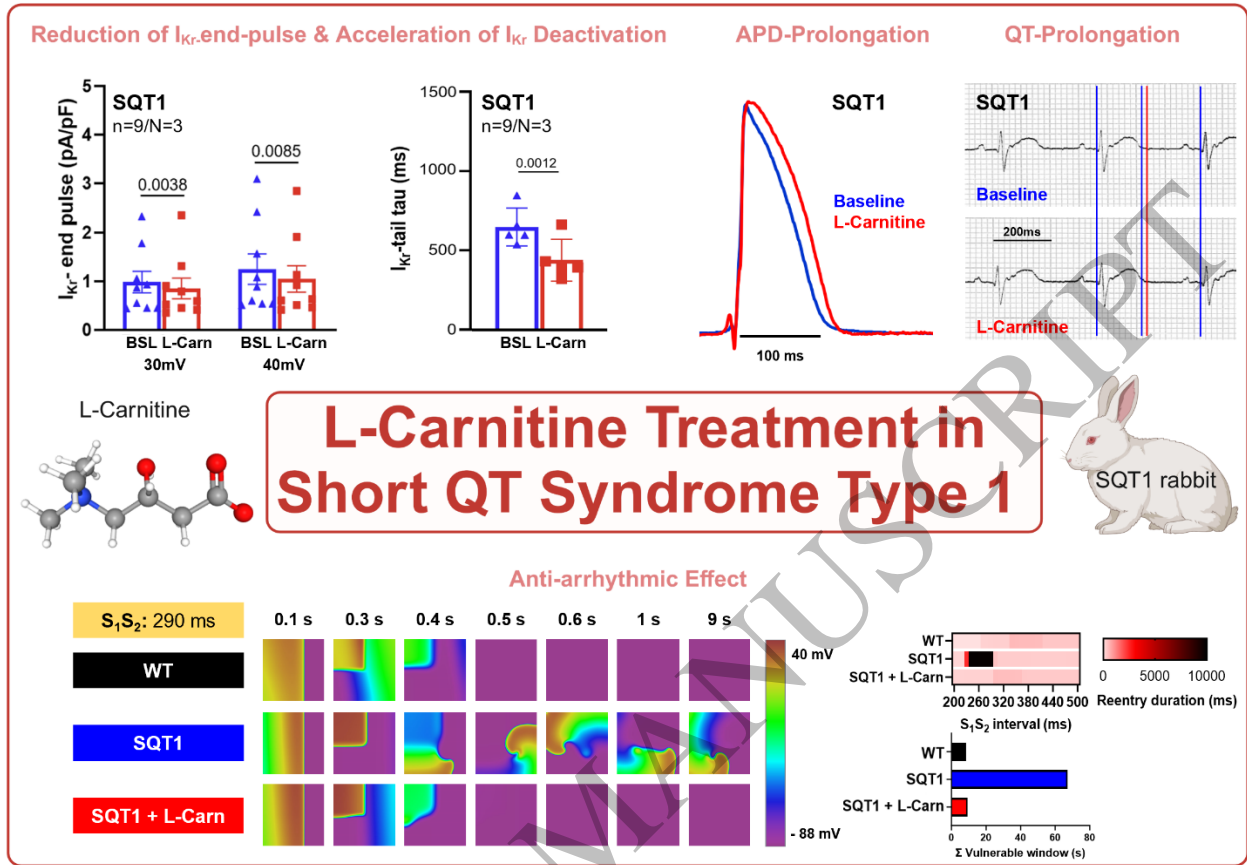 Reduction of IKr-end-pulse & Acceleration of IKr Deactivation
APD-Prolongation
QT-Prolongation
5
4
3
2
1
0
IKr- end pulse (pA/pF)
SQT1
n=9/N=3
0.0038
0.0085
BSL L-Carn
BSL L-Carn
30mV
40mV
1500
1000
500
0
IKr-tail tau (ms)
SQT1
n=9/N=3
0.0012
BSL L-Carn
SQT1
Baseline
L-Carnitine
100 ms
SQT1
Baseline
200ms
L-Carnitine
L-Carnitine
L-Carnitine Treatment in
Short QT Syndrome Type 1
SQT1 rabbit
MANUSCRIPT
Anti-arrhythmic Effect
S1S2: 290 ms
0.1 s 0.3 s 0.4 s 0.5 s 0.6 s 1 s 9 s
WT
SQT1
SQT1 + L-Carn
40 mV
- 88 mV
WT
SQT1
SQT1 + L-Carn
200 260 320 380 440 500
S1S2 interval (ms)
0 5000 10000
Reentry duration (ms)
WT
SQT1
SQT1 + L-Carn
0 20 40 60 80
Σ Vulnerable window (s)